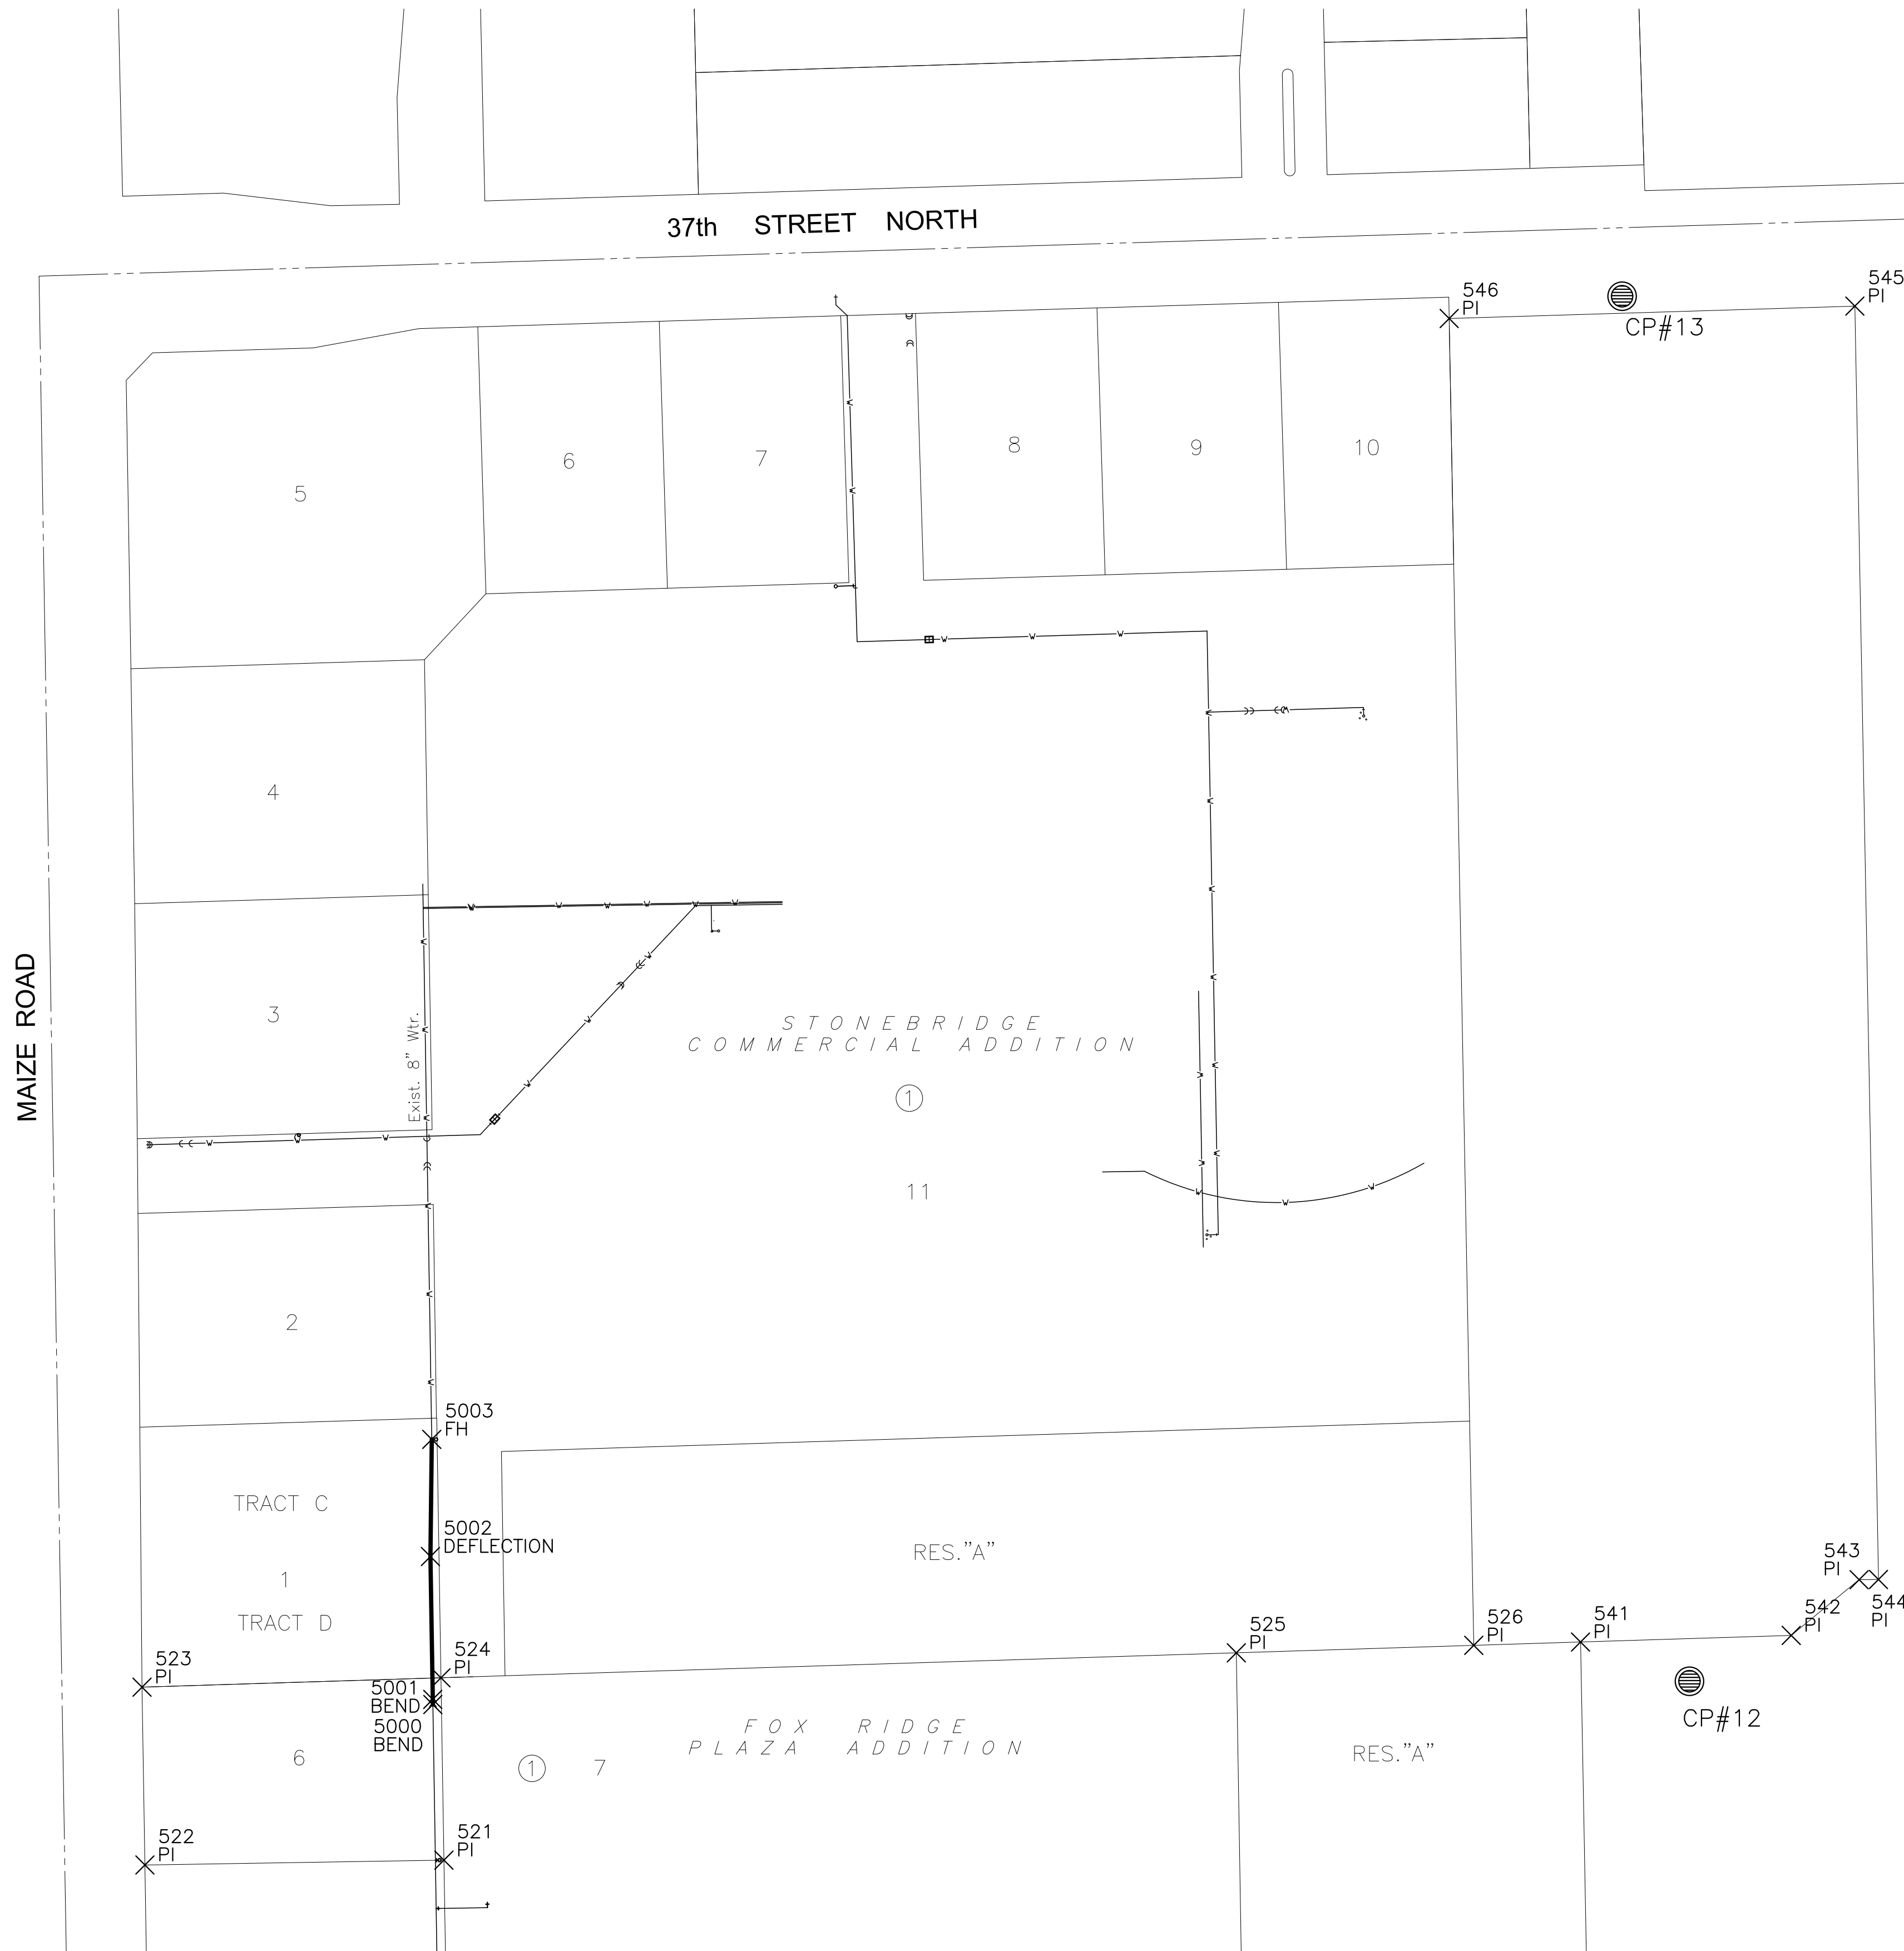 37th STREET NORTH
545
PI
546
PI
CP#13
5
6
7
8
9
10
4
3
Exist. 8" Wtr.
MAIZE ROAD
STONEBRIDGE
COMMERCIAL ADDITION
1
11
2
5003
FH
TRACT C
5002
DEFLECTION
1
RES."A"
TRACT D
543
PI
544
PI
542
PI
541
PI
526
PI
525
PI
524
PI
523
PI
5001
BEND
5000
BEND
CP#12
FOX RIDGE
PLAZA ADDITION
6
1
7
RES."A"
522
PI
521
PI